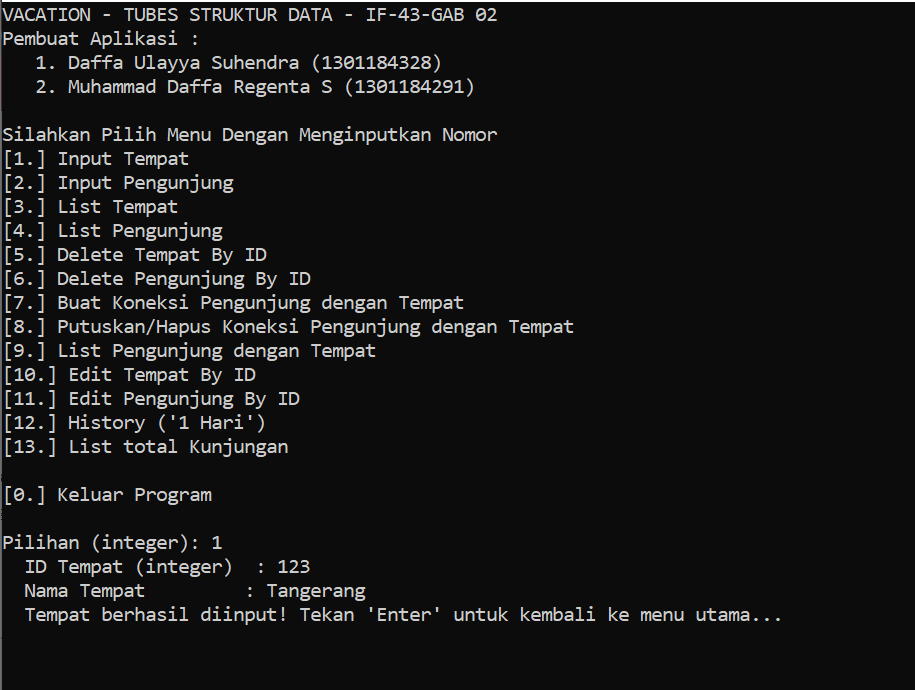 VACATION - TUBES STRUKTUR DATA - IF-43-GAB 02
Pembuat Aplikasi :
1. Daffa Ulayya Suhendra (1301184328)
2. Muhammad Daffa Regenta S (1301184291)
Silahkan Pilih Menu Dengan Menginputkan Nomor
[1.] Input Tempat
[2.] Input Pengunjung
[3.] List Tempat
[4.] List Pengunjung
[5.] Delete Tempat By ID
[6.] Delete Pengunjung By ID
[7.] Buat Koneksi Pengunjung dengan Tempat
[8.] Putuskan/Hapus Koneksi Pengunjung dengan Tempat
[9.] List Pengunjung dengan Tempat
[10.] Edit Tempat By ID
[11.] Edit Pengunjung By ID
[12.] History ('1 Hari')
[13.] List total Kunjungan
[0.] Keluar Program
Pilihan (integer): 1
ID Tempat (integer)  : 123
Nama Tempat         : Tangerang
Tempat berhasil diinput! Tekan 'Enter' untuk kembali ke menu utama...